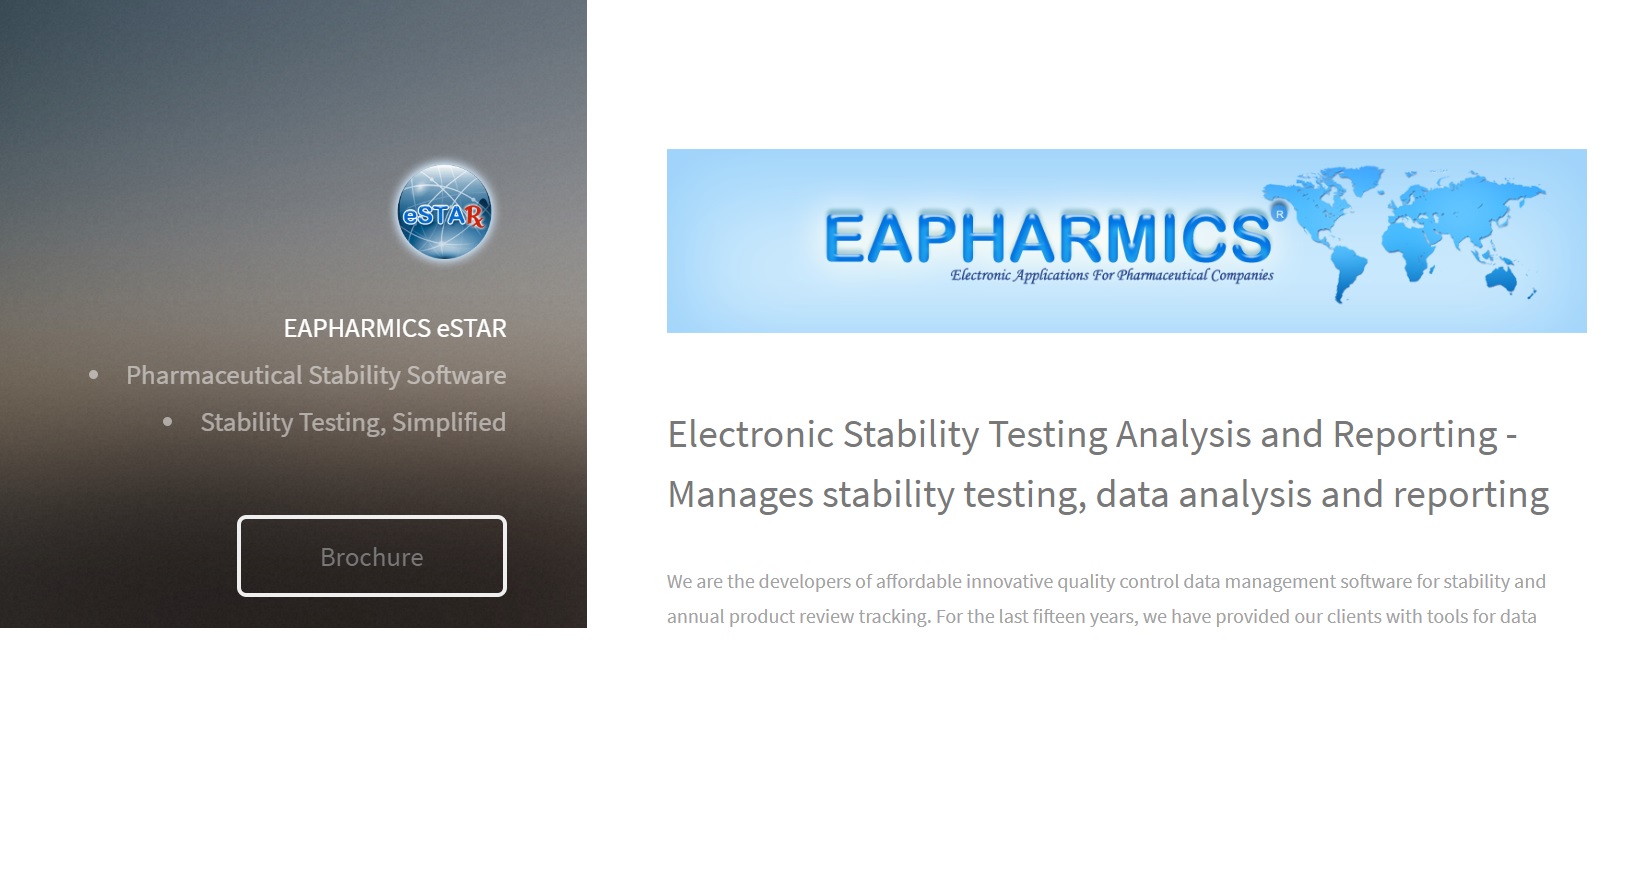 eSTARx
EAPHARMICS eSTAR
Pharmaceutical Stability Software
Stability Testing, Simplified
Brochure
EAPHARMICS®
Electronic Applications For Pharmaceutical Companies
Electronic Stability Testing Analysis and Reporting -
Manages stability testing, data analysis and reporting
We are the developers of affordable innovative quality control data management software for stability and
annual product review tracking. For the last fifteen years, we have provided our clients with tools for data